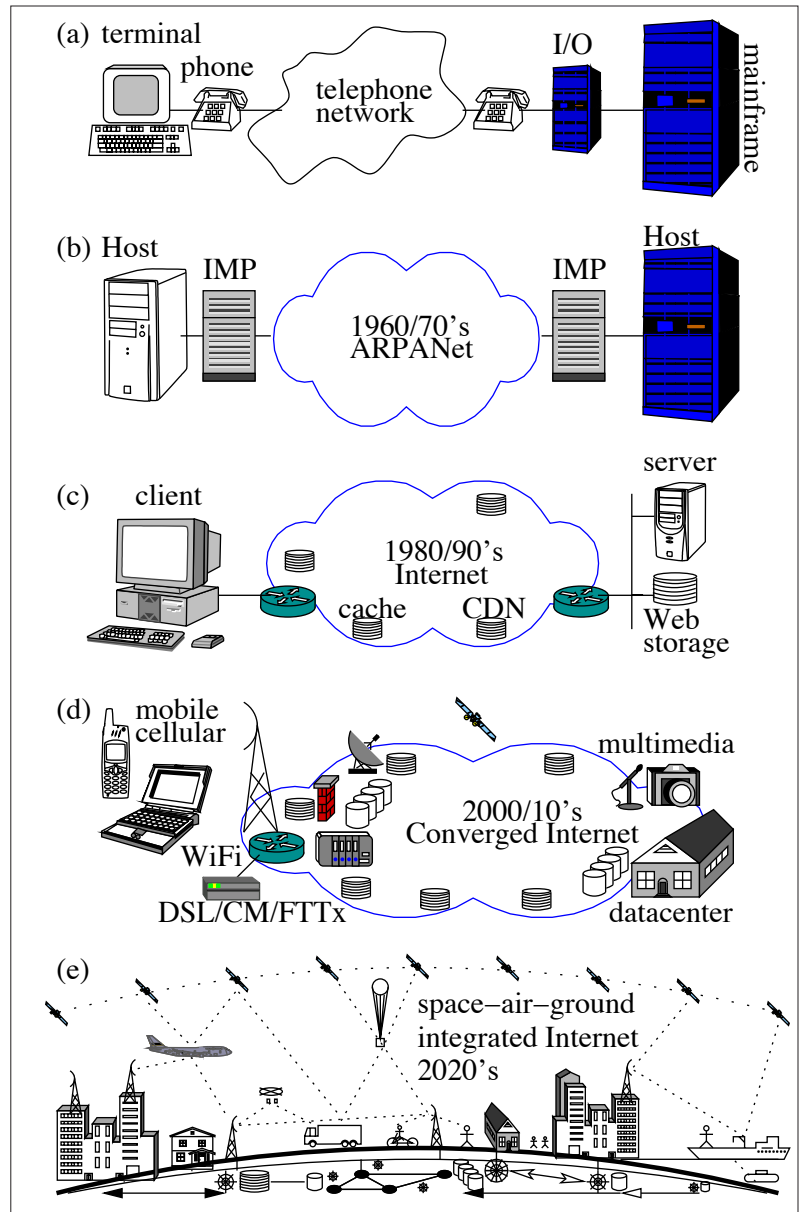 (a) terminal
phone
telephone
network
I/O
mainframe
(b) Host
IMP
1960/70's
ARPANet
IMP
Host
(c) client
1980/90's
Internet
cache
CDN
server
Web
storage
(d) mobile
cellular
WiFi
DSL/CM/FTTx
2000/10's
Converged Internet
multimedia
datacenter
(e)
space–air–ground
integrated Internet
2020's